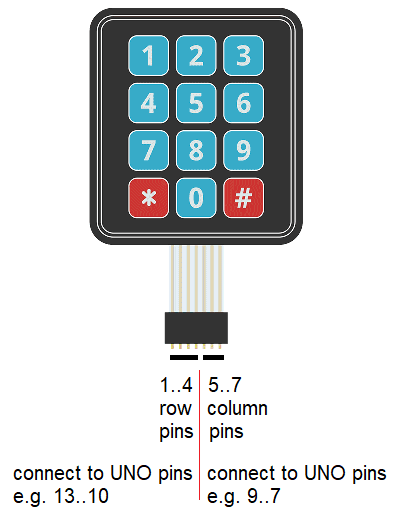 1 2 3
4 5 6
7 8 9
* 0 #
1..4 5..7
row column
pins pins
connect to UNO pins connect to UNO pins
e.g. 13..10 e.g. 9..7